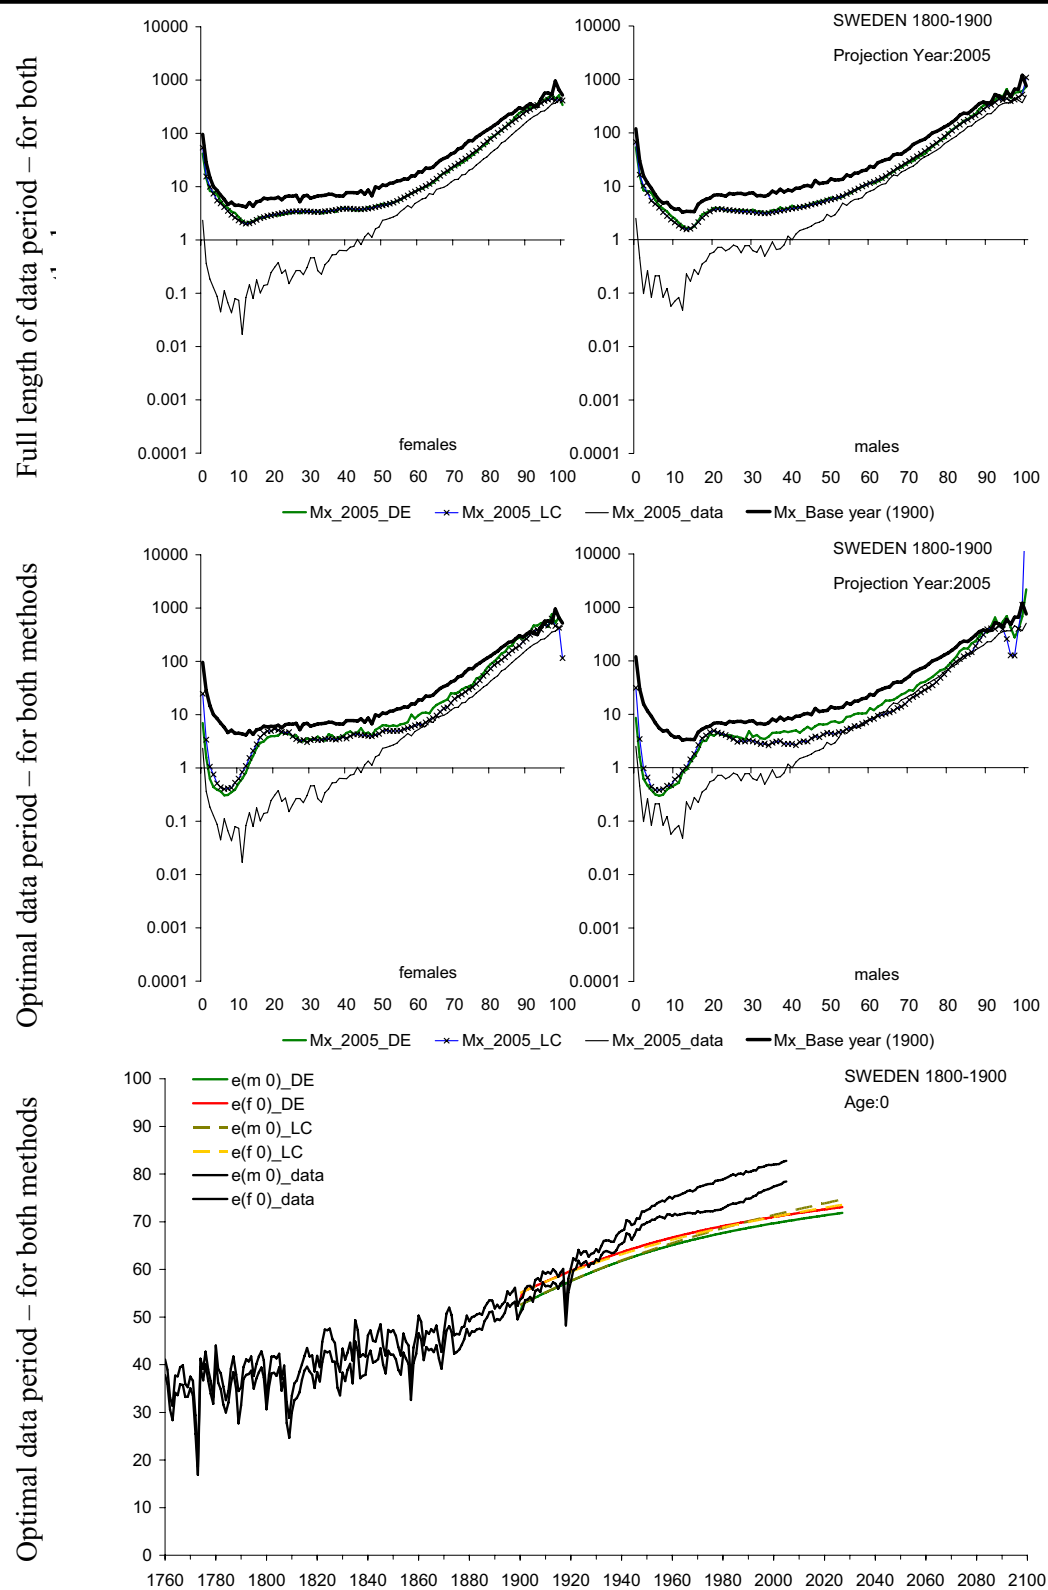 Full length of data period – for both
10000
1000
100
10
1
0.1
0.01
0.001
0.0001
females
0 10 20 30 40 50 60 70 80 90 100
10000
1000
100
10
1
0.1
0.01
0.001
0.0001
SWEDEN 1800-1900
Projection Year:2005
males
0 10 20 30 40 50 60 70 80 90 100
Mx_2005_DE Mx_2005_LC Mx_2005_data Mx_Base year (1900)
Optimal data period – for both methods
10000
1000
100
10
1
0.1
0.01
0.001
0.0001
females
0 10 20 30 40 50 60 70 80 90 100
10000
1000
100
10
1
0.1
0.01
0.001
0.0001
SWEDEN 1800-1900
Projection Year:2005
males
0 10 20 30 40 50 60 70 80 90 100
Mx_2005_DE Mx_2005_LC Mx_2005_data Mx_Base year (1900)
Optimal data period – for both methods
100
90
80
70
60
50
40
30
20
10
0
e(m 0)_DE
e(f 0)_DE
e(m 0)_LC
e(f 0)_LC
e(m 0)_data
e(f 0)_data
SWEDEN 1800-1900
Age:0
1760 1780 1800 1820 1840 1860 1880 1900 1920 1940 1960 1980 2000 2020 2040 2060 2080 2100